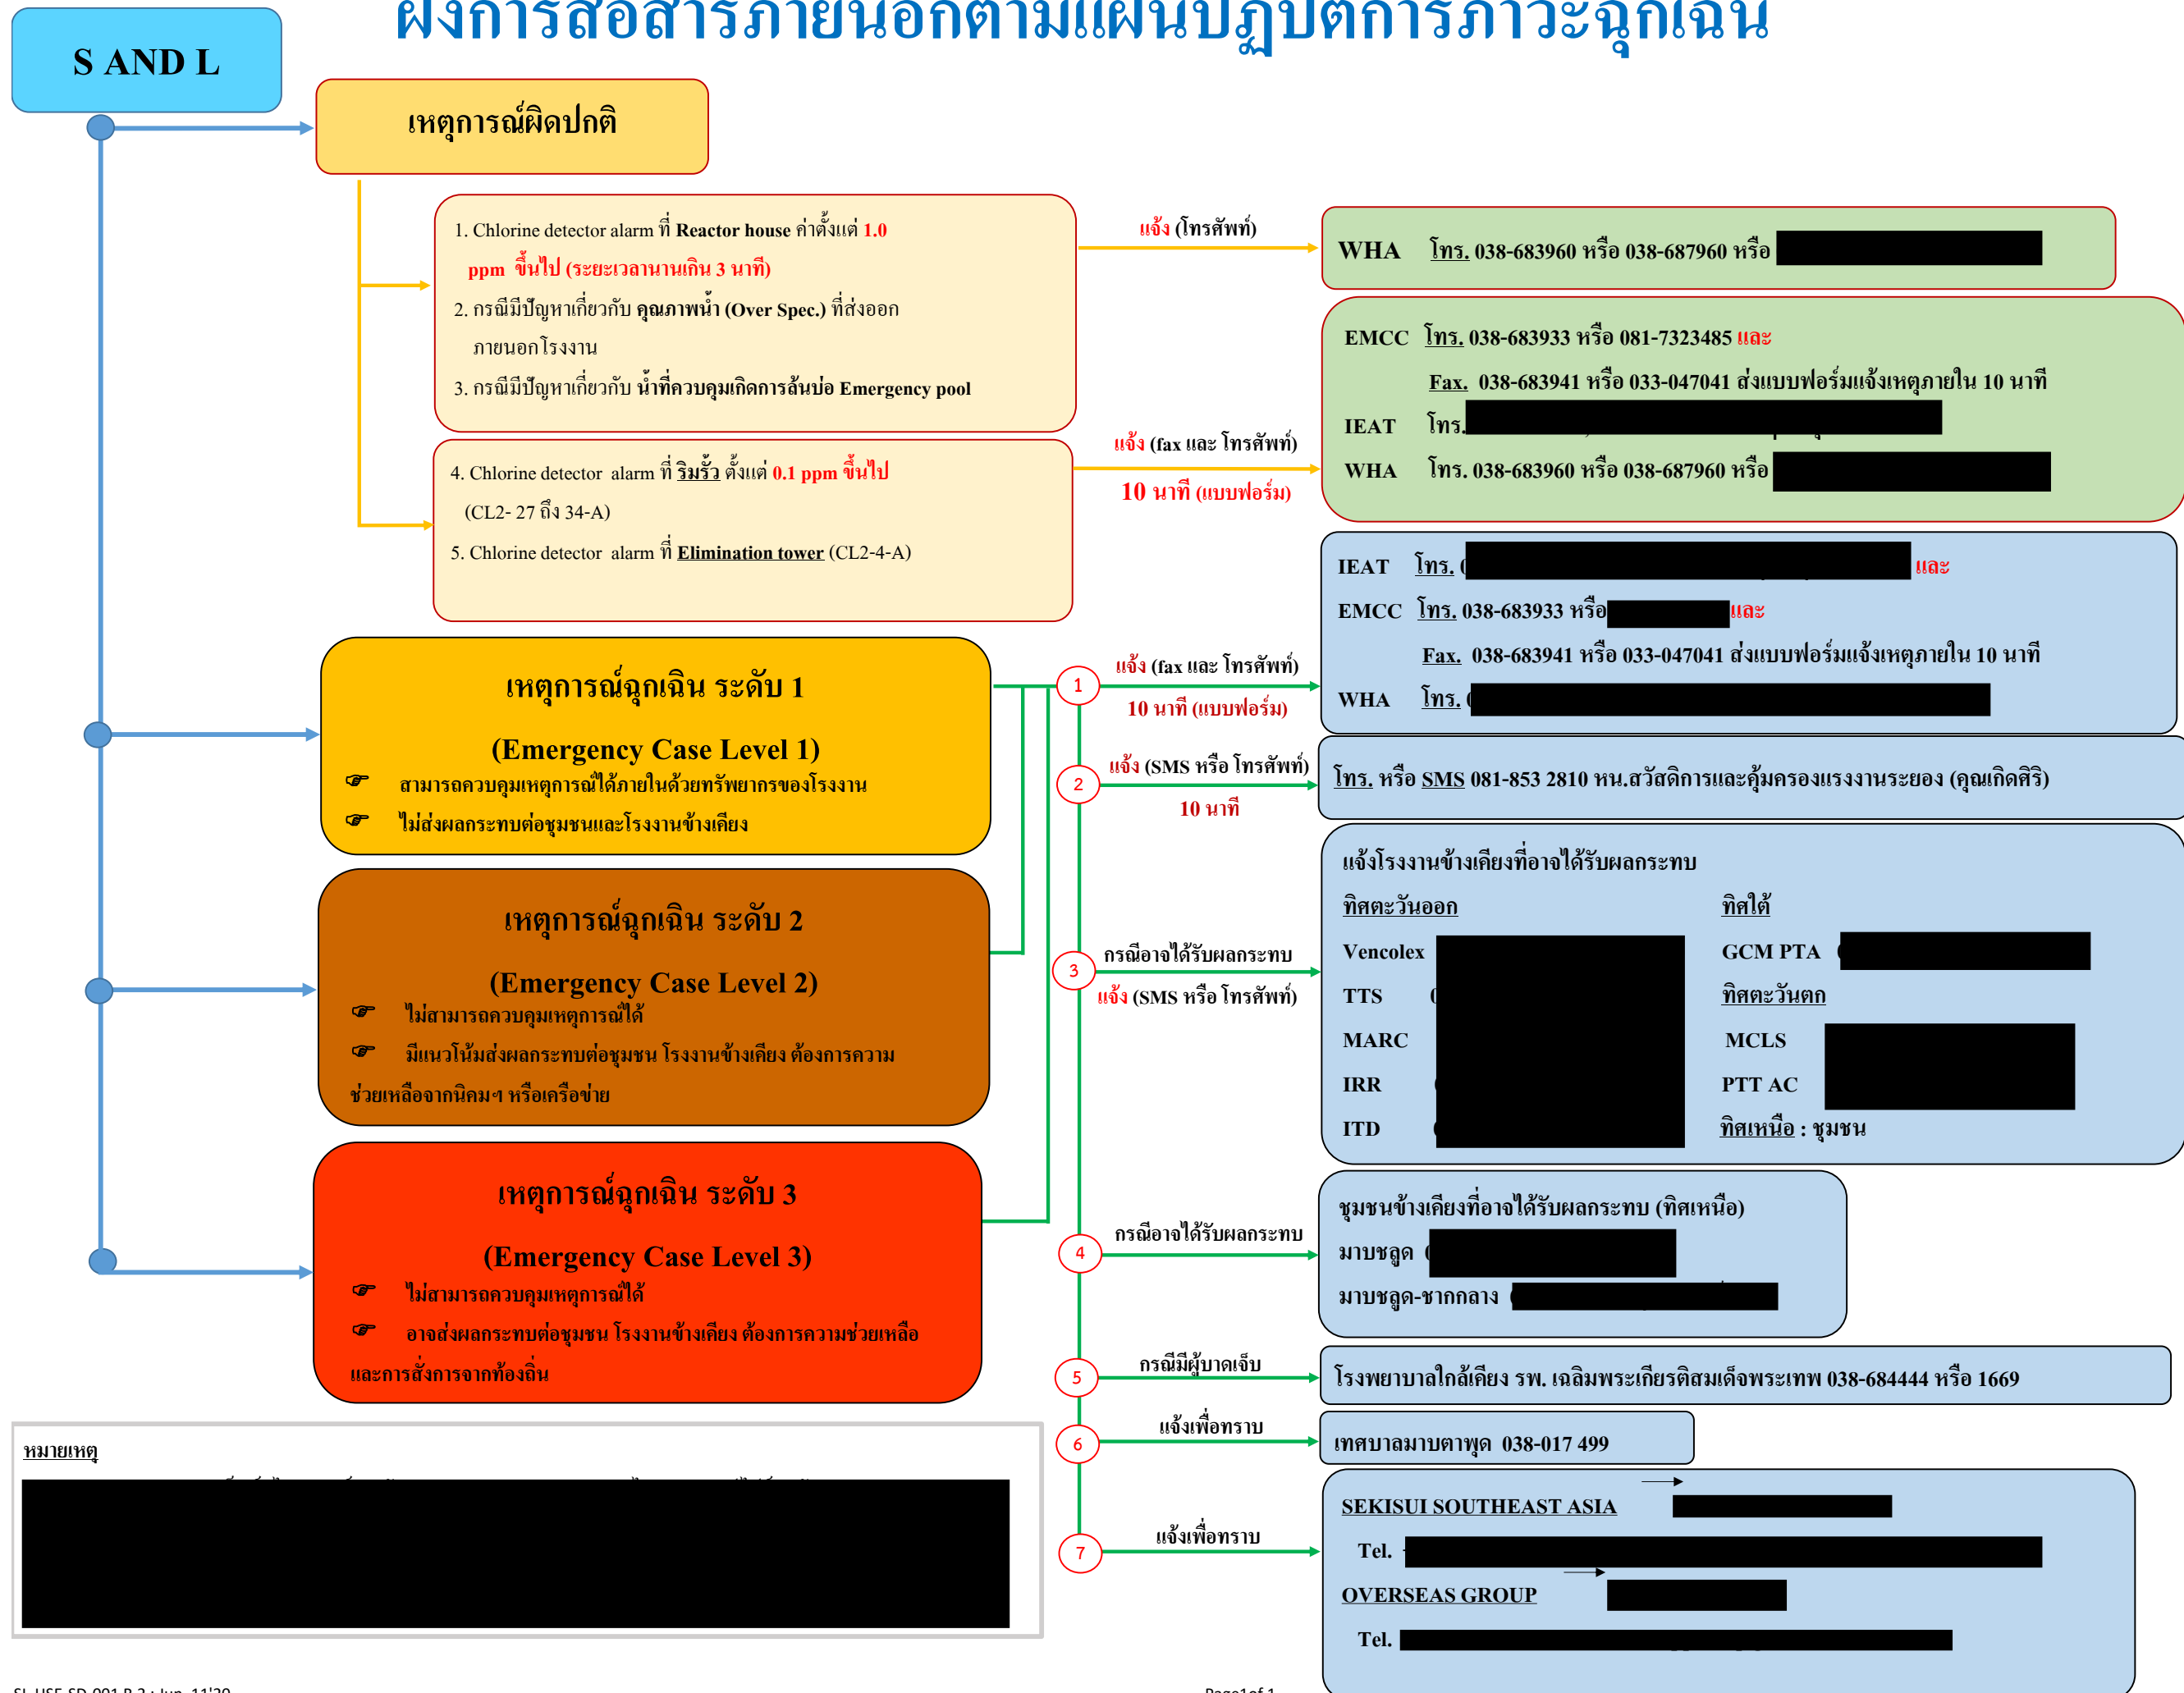 S AND L
ผังการสื่อสารภายนอกตามแผนปฏิบัติการภาวะฉุกเฉิน
เหตุการณ์ผิดปกติ
1. Chlorine detector alarm ที่ Reactor house ค่าตั้งแต่ 1.0
ppm ขึ้นไป (ระยะเวลานานเกิน 3 นาที)
2. กรณีมีปัญหาเกี่ยวกับ คุณภาพน้ำ (Over Spec.) ที่ส่งออก
ภายนอกโรงงาน
3. กรณีมีปัญหาเกี่ยวกับ น้ำที่ควบคุมเกิดการล้นบ่อ Emergency pool
แจ้ง (โทรศัพท์)
WHA โทร. 038-683960 หรือ 038-687960 หรือ
4. Chlorine detector alarm ที่ ริมรั้ว ตั้งแต่ 0.1 ppm ขึ้นไป
(CL2- 27 ถึง 34-A)
5. Chlorine detector alarm ที่ Elimination tower (CL2-4-A)
แจ้ง (fax และ โทรศัพท์)
10 นาที (แบบฟอร์ม)
EMCC โทร. 038-683933 หรือ 081-7323485 และ
Fax. 038-683941 หรือ 033-047041 ส่งแบบฟอร์มแจ้งเหตุภายใน 10 นาที
IEAT โทร.
WHA โทร. 038-683960 หรือ 038-687960 หรือ
เหตุการณ์ฉุกเฉิน ระดับ 1
(Emergency Case Level 1)
☞ สามารถควบคุมเหตุการณ์ได้ภายในด้วยทรัพยากรของโรงงาน
☞ ไม่ส่งผลกระทบต่อชุมชนและโรงงานข้างเคียง
เหตุการณ์ฉุกเฉิน ระดับ 2
(Emergency Case Level 2)
☞ ไม่สามารถควบคุมเหตุการณ์ได้
☞ มีแนวโน้มส่งผลกระทบต่อชุมชน โรงงานข้างเคียง ต้องการความ
ช่วยเหลือจากนิคมฯ หรือเครือข่าย
เหตุการณ์ฉุกเฉิน ระดับ 3
(Emergency Case Level 3)
☞ ไม่สามารถควบคุมเหตุการณ์ได้
☞ อาจส่งผลกระทบต่อชุมชน โรงงานข้างเคียง ต้องการความช่วยเหลือ
และการสั่งการจากท้องถิ่น
1
แจ้ง (fax และ โทรศัพท์)
10 นาที (แบบฟอร์ม)
IEAT โทร. และ
EMCC โทร. 038-683933 หรือ และ
Fax. 038-683941 หรือ 033-047041 ส่งแบบฟอร์มแจ้งเหตุภายใน 10 นาที
WHA โทร.
2
แจ้ง (SMS หรือ โทรศัพท์)
10 นาที
โทร. หรือ SMS 081-853 2810 หน.สวัสดิการและคุ้มครองแรงงานระยอง (คุณเกิดศิริ)
3
กรณีอาจได้รับผลกระทบ
แจ้ง (SMS หรือ โทรศัพท์)
แจ้งโรงงานข้างเคียงที่อาจได้รับผลกระทบ
ทิศตะวันออก
Vencolex
TTS
MARC
IRR
ITD
ทิศใต้
GCM PTA
ทิศตะวันตก
MCLS
PTT AC
ทิศเหนือ : ชุมชน
4
กรณีอาจได้รับผลกระทบ
ชุมชนข้างเคียงที่อาจได้รับผลกระทบ (ทิศเหนือ)
มาบชลูด
มาบชลูด-ชากกลาง
5
กรณีมีผู้บาดเจ็บ
โรงพยาบาลใกล้เคียง รพ. เฉลิมพระเกียรติสมเด็จพระเทพ 038-684444 หรือ 1669
6
แจ้งเพื่อทราบ
เทศบาลมาบตาพุด 038-017 499
7
แจ้งเพื่อทราบ
SEKISUI SOUTHEAST ASIA
Tel.
OVERSEAS GROUP
Tel.
หมายเหตุ
SL-HSE-SD-001 R.2 : Jun. 11'20
Page1of 1